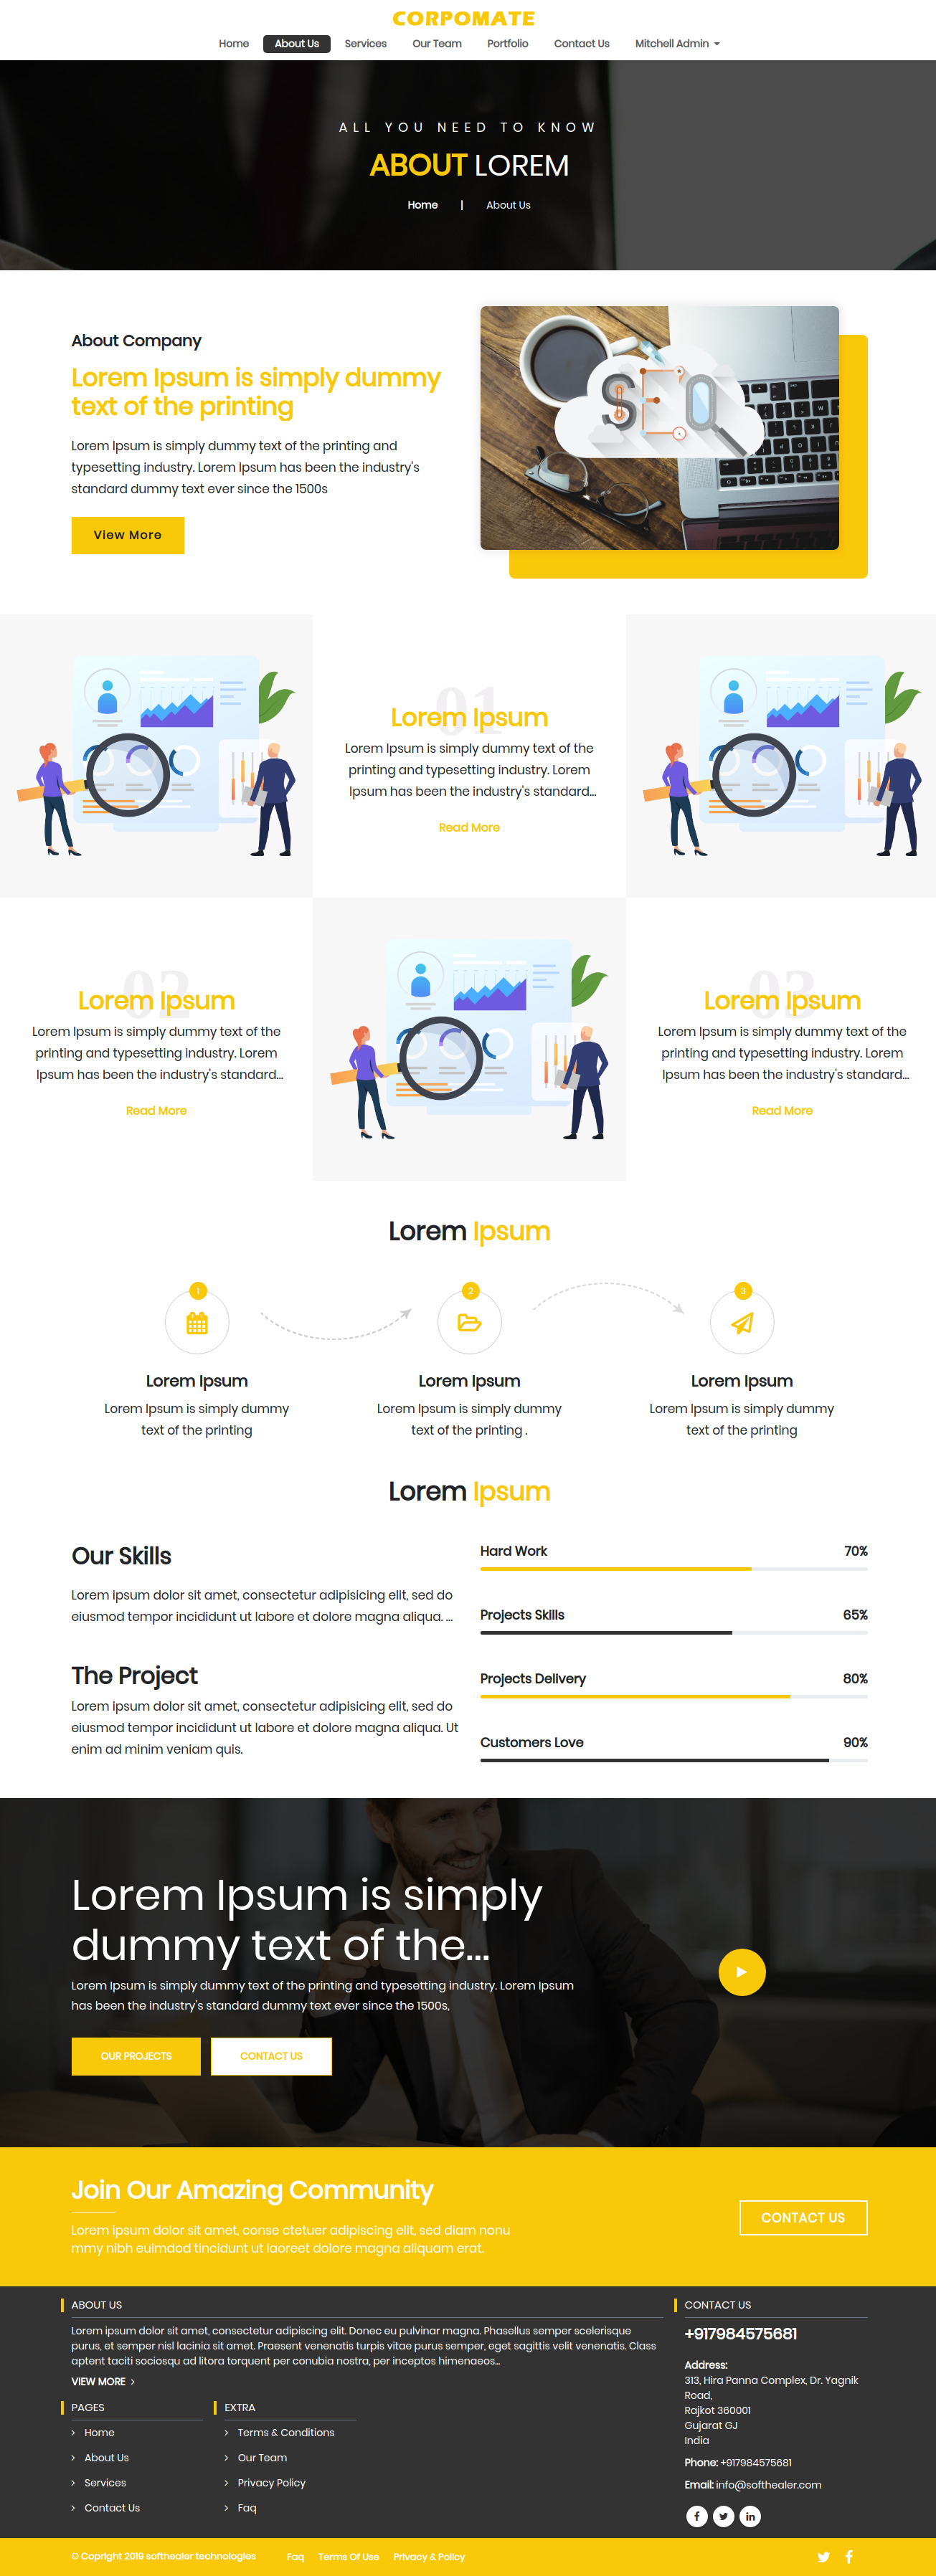 CORPOMATE
Home About Us Services Our Team Portfolio Contact Us Mitchell Admin
ALL YOU NEED TO KNOW
ABOUT LOREM
Home | About Us
About Company
Lorem Ipsum is simply dummy
text of the printing
Lorem Ipsum is simply dummy text of the printing and
typesetting industry. Lorem Ipsum has been the industry's
standard dummy text ever since the 1500s
View More
SEO
01
Lorem Ipsum
Lorem Ipsum is simply dummy text of the
printing and typesetting industry. Lorem
Ipsum has been the industry's standard...
Read More
02
Lorem Ipsum
Lorem Ipsum is simply dummy text of the
printing and typesetting industry. Lorem
Ipsum has been the industry's standard...
Read More
03
Lorem Ipsum
Lorem Ipsum is simply dummy text of the
printing and typesetting industry. Lorem
Ipsum has been the industry's standard...
Read More
Lorem Ipsum
1
Lorem Ipsum
Lorem Ipsum is simply dummy
text of the printing
2
Lorem Ipsum
Lorem Ipsum is simply dummy
text of the printing .
3
Lorem Ipsum
Lorem Ipsum is simply dummy
text of the printing
Lorem Ipsum
Our Skills
Lorem ipsum dolor sit amet, consectetur adipisicing elit, sed do
eiusmod tempor incididunt ut labore et dolore magna aliqua. ...
The Project
Lorem ipsum dolor sit amet, consectetur adipisicing elit, sed do
eiusmod tempor incididunt ut labore et dolore magna aliqua. Ut
enim ad minim veniam quis.
Hard Work 70%
Projects Skills 65%
Projects Delivery 80%
Customers Love 90%
Lorem Ipsum is simply
dummy text of the...
Lorem Ipsum is simply dummy text of the printing and typesetting industry. Lorem Ipsum
has been the industry's standard dummy text ever since the 1500s,
OUR PROJECTS CONTACT US
Join Our Amazing Community
Lorem ipsum dolor sit amet, conse ctetuer adipiscing elit, sed diam nonu
mmy nibh euimdod tincidunt ut laoreet dolore magna aliquam erat.
CONTACT US
ABOUT US
Lorem ipsum dolor sit amet, consectetur adipiscing elit. Donec eu pulvinar magna. Phasellus semper scelerisque
purus, et semper nisl lacinia sit amet. Praesent venenatis turpis vitae purus semper, eget sagittis velit venenatis. Class
aptent taciti sociosqu ad litora torquent per conubia nostra, per inceptos himenaeos...
VIEW MORE
PAGES
Home
About Us
Services
Contact Us
EXTRA
Terms & Conditions
Our Team
Privacy Policy
Faq
CONTACT US
+917984575681
Address:
313, Hira Panna Complex, Dr. Yagnik
Road,
Rajkot 360001
Gujarat GJ
India
Phone: +917984575681
Email: info@softhealer.com
© Copright 2019 softhealer technologies Faq Terms Of Use Privacy & Policy